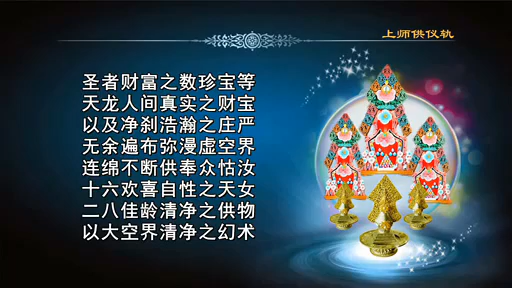 上师供仪轨
圣者财富之数珍宝等
天龙人间真实之财宝
以及净刹浩瀚之庄严
无余遍布弥漫虚空界
连绵不断供奉众怙汝
十六欢喜自性之天女
二八佳龄清净之供物
以大空界清净之幻术